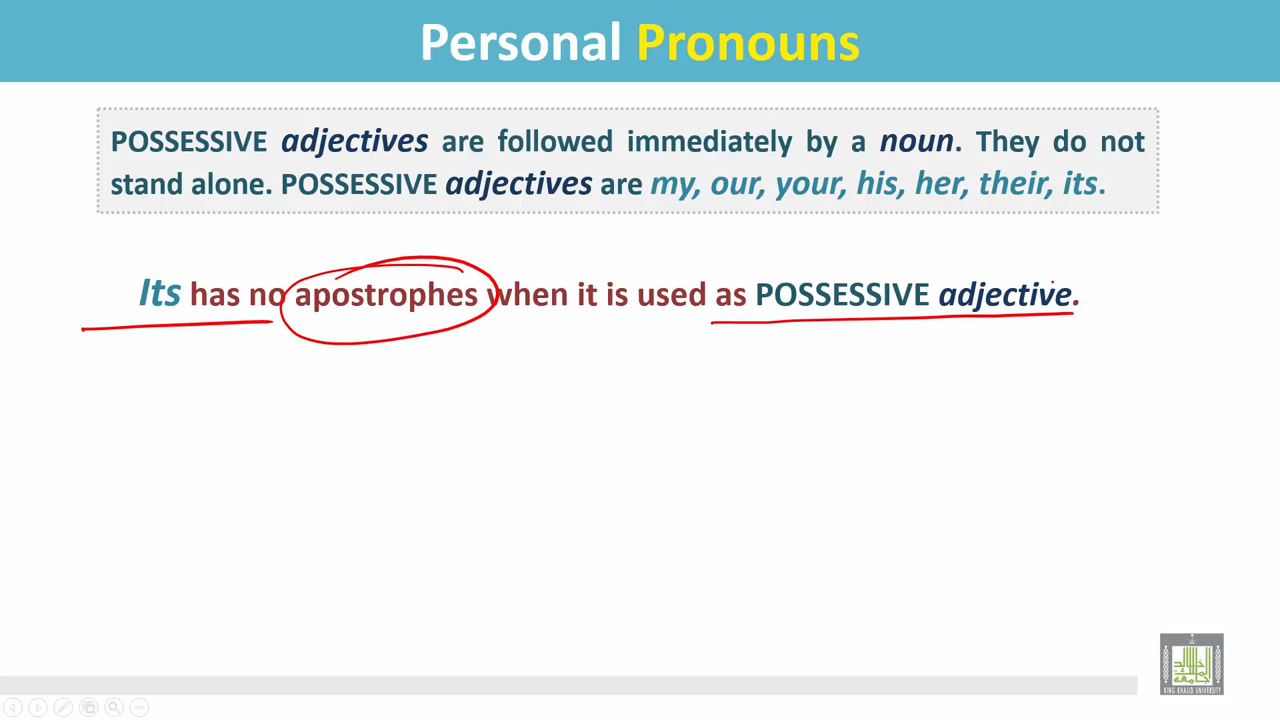 Personal Pronouns
POSSESSIVE adjectives are followed immediately by a noun. They do not
stand alone. POSSESSIVE adjectives are my, our, your, his, her, their, its.
Its has no apostrophes when it is used as POSSESSIVE adjective.
KING KHALID UNIVERSITY